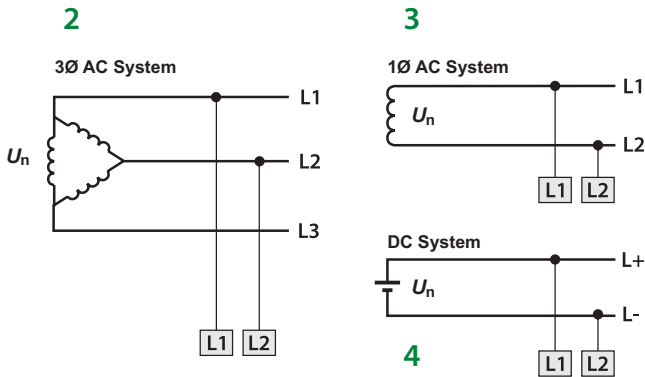 2
3
3Ø AC System
1Ø AC System
L1
L1
Un
Un
L2
L2
L1 L2
L3
DC System
L+
Un
L-
L1 L2
4
L1 L2